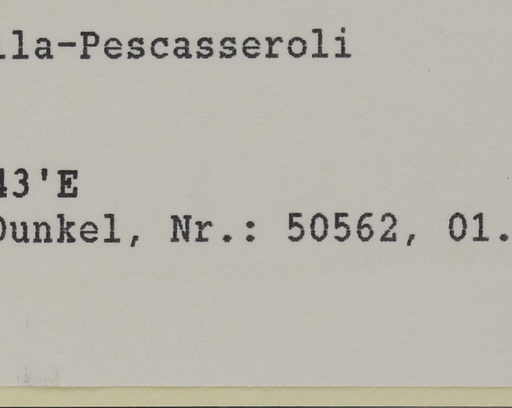 lla-Pescasseroli
43'E
Dunkel, Nr.: 50562, 01.